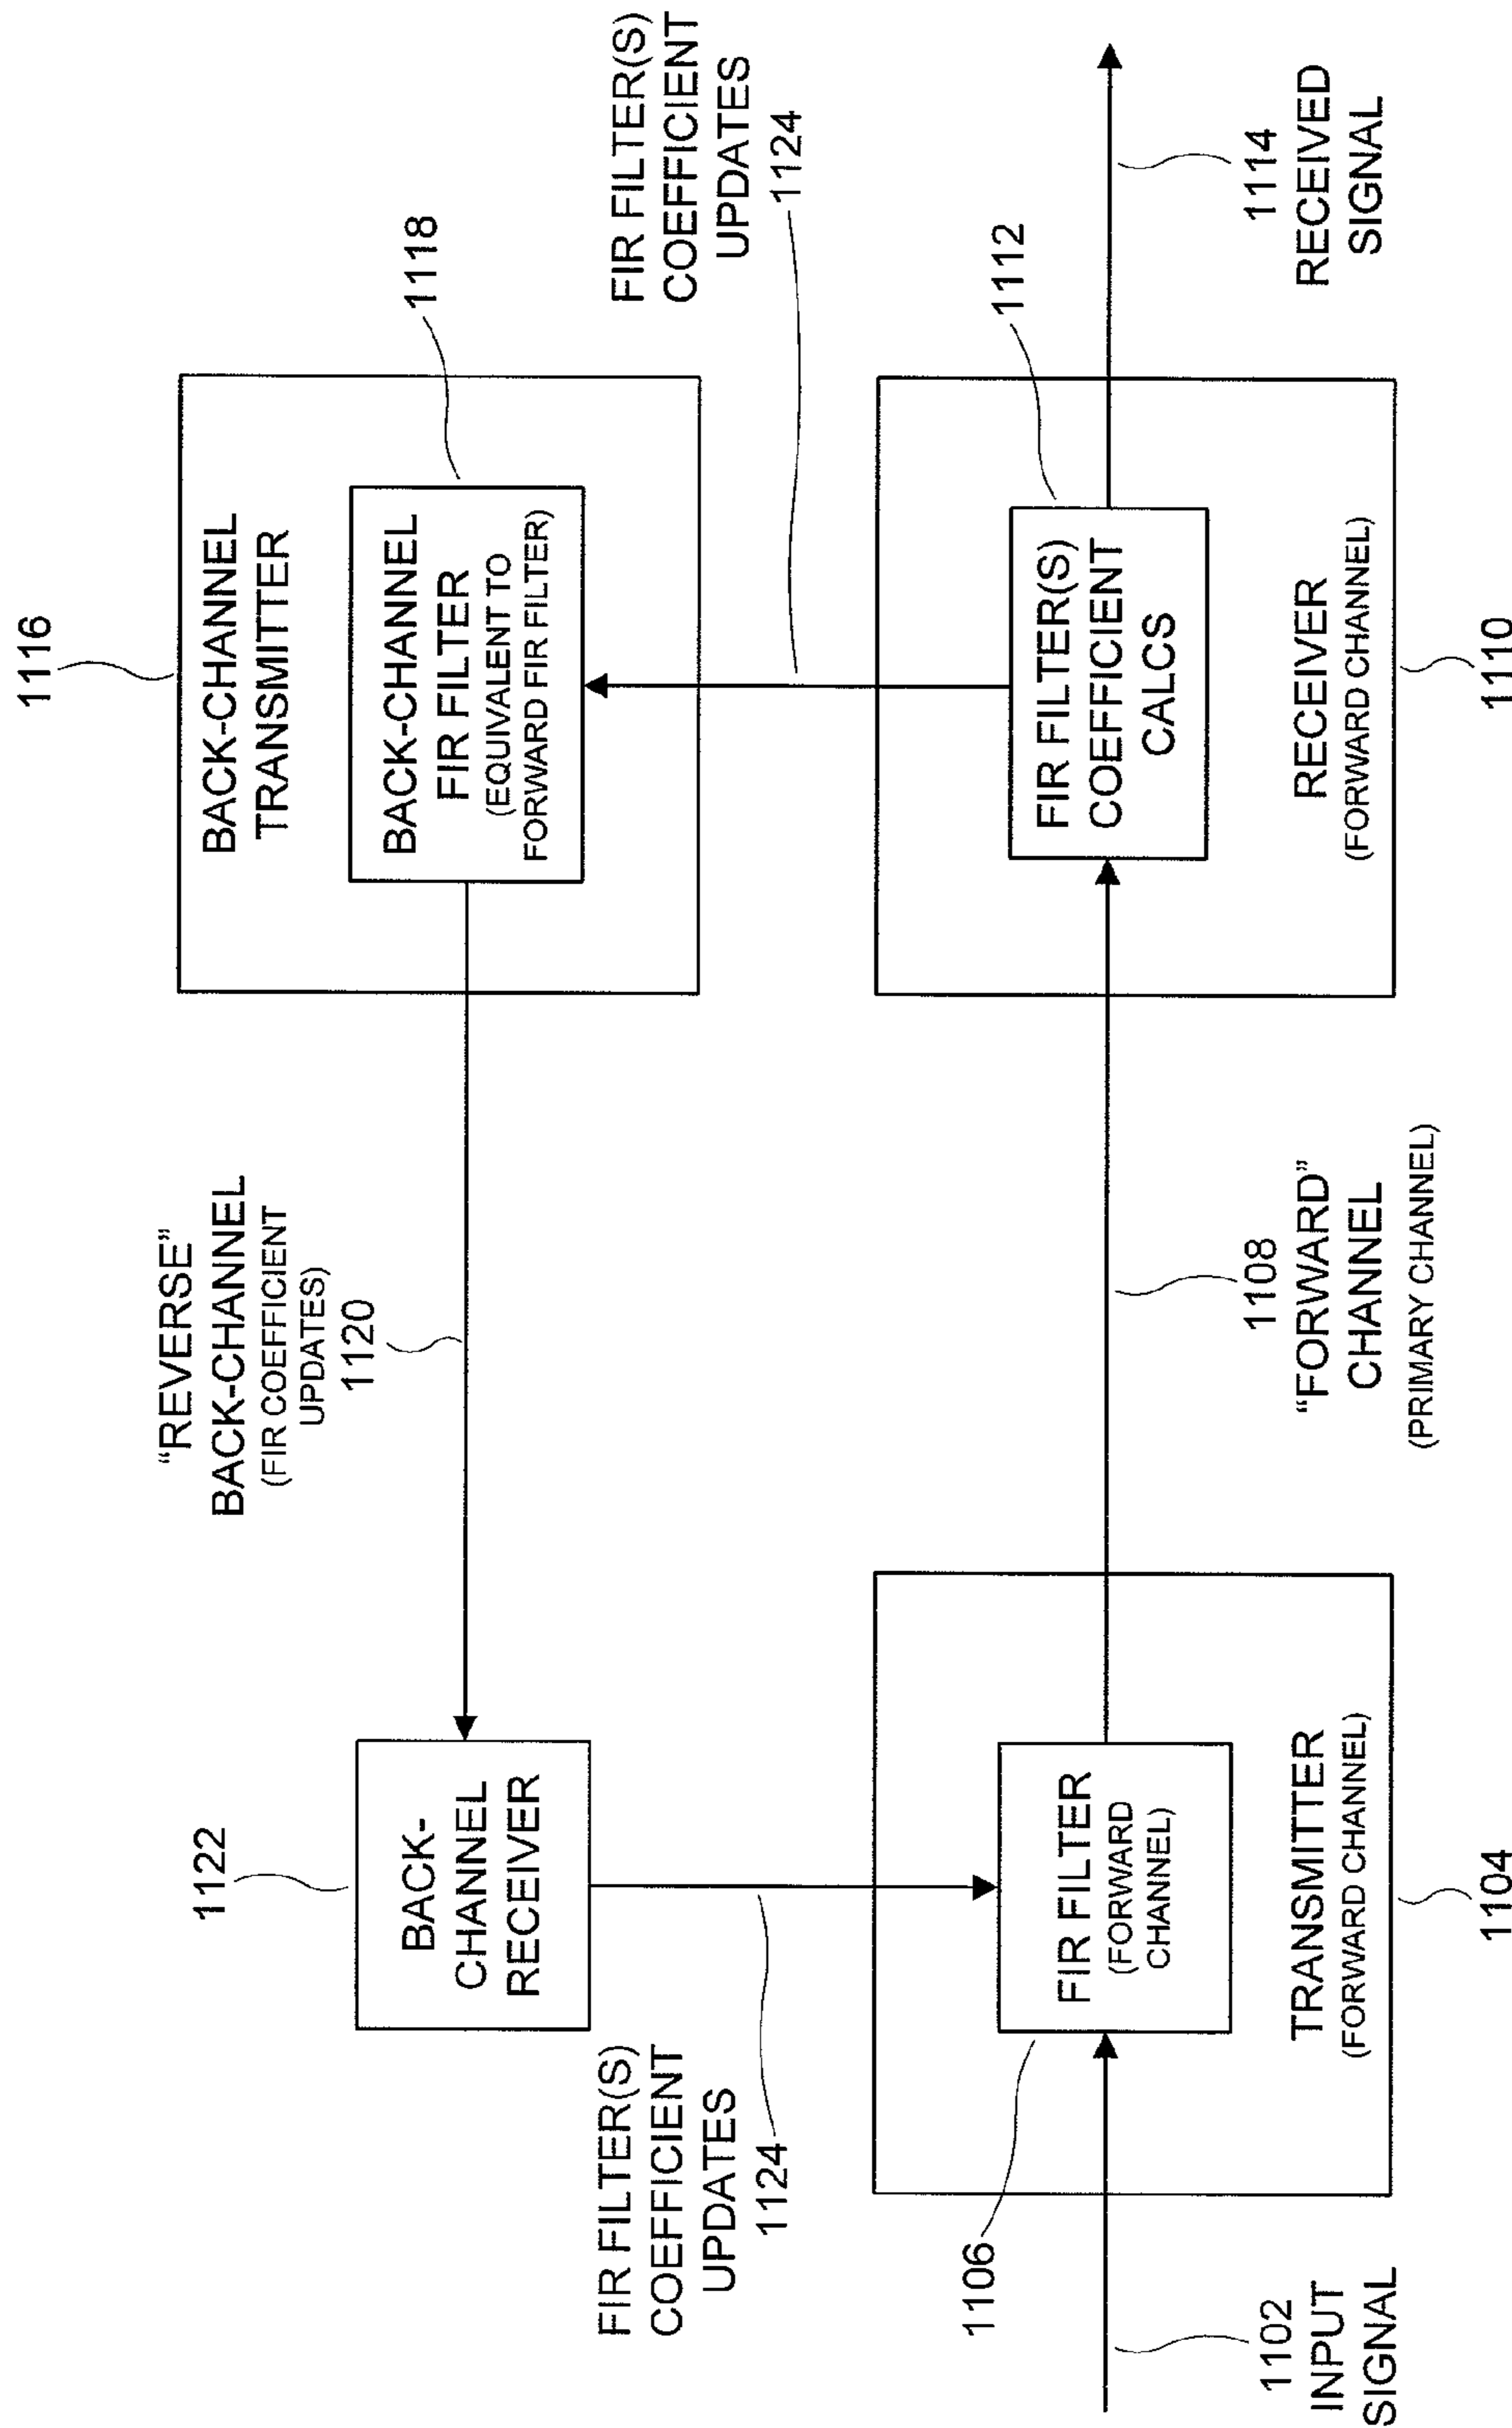 1116
BACK-CHANNEL
TRANSMITTER
BACK-CHANNEL
FIR FILTER
(EQUIVALENT TO
FORWARD FIR FILTER)
1118
FIR FILTER(S)
COEFFICIENT
UPDATES
1124
“REVERSE”
BACK-CHANNEL
(FIR COEFFICIENT
UPDATES)
1120
1122
BACK-
CHANNEL
RECEIVER
FIR FILTER(S)
COEFFICIENT
UPDATES
1124
1106
FIR FILTER
(FORWARD
CHANNEL)
TRANSMITTER
(FORWARD CHANNEL)
1104
1102
INPUT
SIGNAL
1108
“FORWARD”
CHANNEL
(PRIMARY CHANNEL)
1112
FIR FILTER(S)
COEFFICIENT
CALCS
RECEIVER
(FORWARD CHANNEL)
1110
1114
RECEIVED
SIGNAL